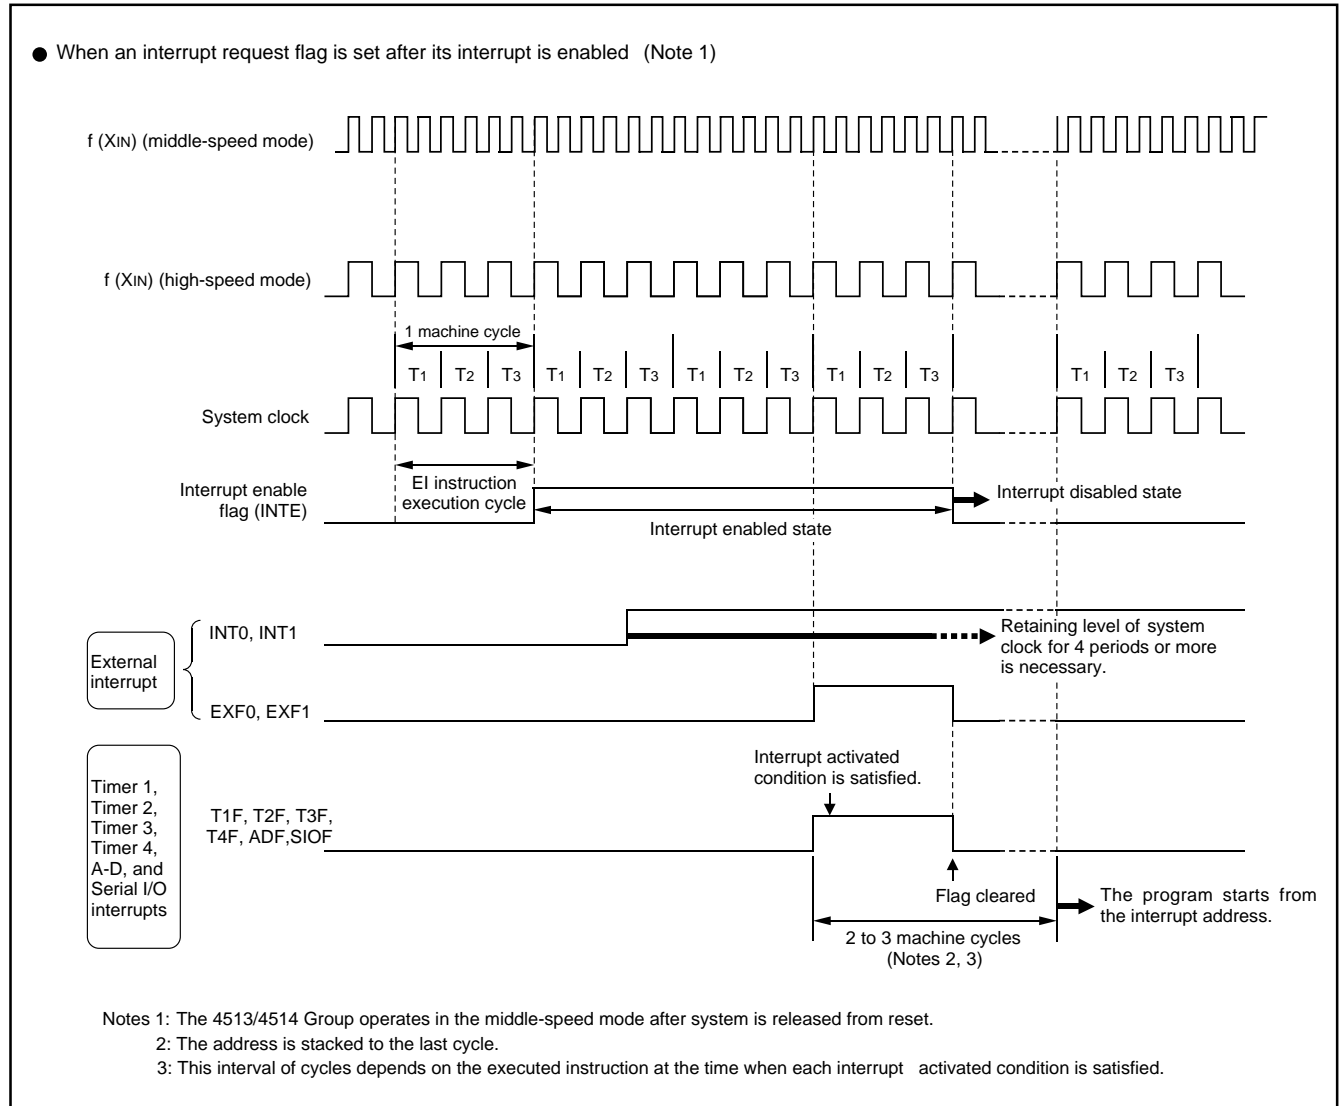 ● When an interrupt request flag is set after its interrupt is enabled (Note 1)
f (XIN) (middle-speed mode)
f (XIN) (high-speed mode)
1 machine cycle
T1 T2 T3 T1 T2 T3 T1 T2 T3 T1 T2 T3 T1 T2 T3
System clock
EI instruction
execution cycle
Interrupt enable
flag (INTE)
Interrupt enabled state
Interrupt disabled state
External
interrupt
INT0, INT1
Retaining level of system
clock for 4 periods or more
is necessary.
EXF0, EXF1
Timer 1,
Timer 2,
Timer 3,
Timer 4,
A-D, and
Serial I/O
interrupts
T1F, T2F, T3F,
T4F, ADF,SIOF
Interrupt activated
condition is satisfied.
Flag cleared
2 to 3 machine cycles
(Notes 2, 3)
The program starts from
the interrupt address.
Notes 1: The 4513/4514 Group operates in the middle-speed mode after system is released from reset.
2: The address is stacked to the last cycle.
3: This interval of cycles depends on the executed instruction at the time when each interrupt activated condition is satisfied.